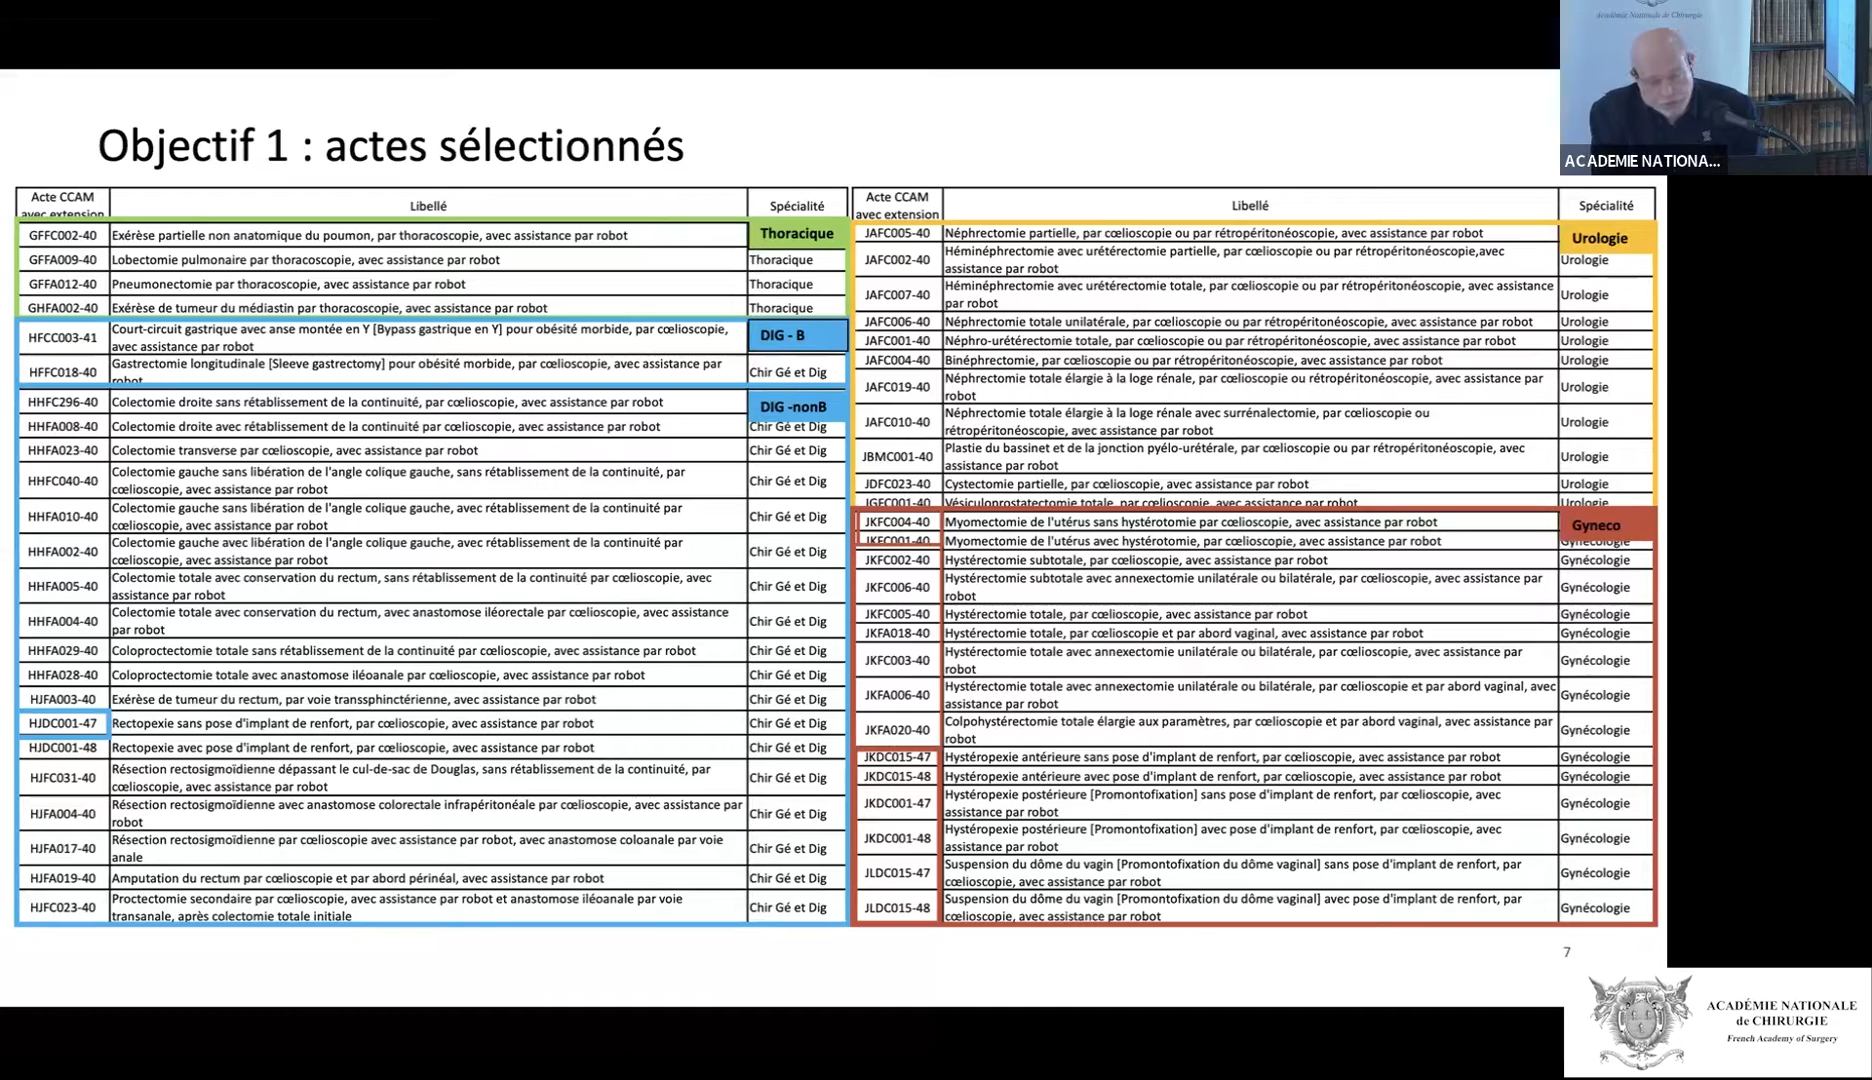 Académie Nationale de Chirurgie
ACADEMIE NATIONA...
Objectif 1 : actes sélectionnés
Acte CCAM
avec extension
Libellé
Spécialité
GFFC002-40 Exérèse partielle non anatomique du poumon, par thoracoscopie, avec assistance par robot Thoracique
GFFA009-40 Lobectomie pulmonaire par thoracoscopie, avec assistance par robot Thoracique
GFFA012-40 Pneumonectomie par thoracoscopie, avec assistance par robot Thoracique
GHFA002-40 Exérèse de tumeur du médiastin par thoracoscopie, avec assistance par robot Thoracique
HFCC003-41 Court-circuit gastrique avec anse montée en Y [Bypass gastrique en Y] pour obésité morbide, par cœlioscopie, DIG - B
avec assistance par robot
HFFC018-40 Gastrectomie longitudinale [Sleeve gastrectomy] pour obésité morbide, par cœlioscopie, avec assistance par Chir Gé et Dig
robot
HHFC296-40 Colectomie droite sans rétablissement de la continuité, par cœlioscopie, avec assistance par robot DIG -nonB
HHFA008-40 Colectomie droite avec rétablissement de la continuité par cœlioscopie, avec assistance par robot Chir Gé et Dig
HHFA023-40 Colectomie transverse par cœlioscopie, avec assistance par robot Chir Gé et Dig
HHFC040-40 Colectomie gauche sans libération de l'angle colique gauche, sans rétablissement de la continuité, par Chir Gé et Dig
cœlioscopie, avec assistance par robot
HHFA010-40 Colectomie gauche sans libération de l'angle colique gauche, avec rétablissement de la continuité par Chir Gé et Dig
cœlioscopie, avec assistance par robot
HHFA002-40 Colectomie gauche avec libération de l'angle colique gauche, avec rétablissement de la continuité par Chir Gé et Dig
cœlioscopie, avec assistance par robot
HHFA005-40 Colectomie totale avec conservation du rectum, sans rétablissement de la continuité par cœlioscopie, avec Chir Gé et Dig
assistance par robot
HHFA004-40 Colectomie totale avec conservation du rectum, avec anastomose iléorectale par cœlioscopie, avec assistance Chir Gé et Dig
par robot
HHFA029-40 Coloproctectomie totale sans rétablissement de la continuité par cœlioscopie, avec assistance par robot Chir Gé et Dig
HHFA028-40 Coloproctectomie totale avec anastomose iléoanale par cœlioscopie, avec assistance par robot Chir Gé et Dig
HJFA003-40 Exérèse de tumeur du rectum, par voie transsphinctérienne, avec assistance par robot Chir Gé et Dig
HJDC001-47 Rectopexie sans pose d'implant de renfort, par cœlioscopie, avec assistance par robot Chir Gé et Dig
HJDC001-48 Rectopexie avec pose d'implant de renfort, par cœlioscopie, avec assistance par robot Chir Gé et Dig
HJFC031-40 Résection rectosigmoïdienne dépassant le cul-de-sac de Douglas, sans rétablissement de la continuité, par Chir Gé et Dig
cœlioscopie, avec assistance par robot
HJFA004-40 Résection rectosigmoïdienne avec anastomose colorectale infrapéritonéale par cœlioscopie, avec assistance par Chir Gé et Dig
robot
HJFA017-40 Résection rectosigmoïdienne par cœlioscopie avec assistance par robot, avec anastomose coloanale par voie Chir Gé et Dig
anale
HJFA019-40 Amputation du rectum par cœlioscopie et par abord périnéal, avec assistance par robot Chir Gé et Dig
HJFC023-40 Proctectomie secondaire par cœlioscopie, avec assistance par robot et anastomose iléoanale par voie Chir Gé et Dig
transanale, après colectomie totale initiale
Acte CCAM
avec extension
Libellé
Spécialité
JAFC005-40 Néphrectomie partielle, par cœlioscopie ou par rétropéritonéoscopie, avec assistance par robot Urologie
JAFC002-40 Héminéphrectomie avec urétérectomie partielle, par cœlioscopie ou par rétropéritonéoscopie,avec Urologie
assistance par robot
JAFC007-40 Héminéphrectomie avec urétérectomie totale, par cœlioscopie ou par rétropéritonéoscopie, avec assistance Urologie
par robot
JAFC006-40 Néphrectomie totale unilatérale, par cœlioscopie ou par rétropéritonéoscopie, avec assistance par robot Urologie
JAFC001-40 Néphro-urétérectomie totale, par cœlioscopie ou par rétropéritonéoscopie, avec assistance par robot Urologie
JAFC004-40 Binéphrectomie, par cœlioscopie ou par rétropéritonéoscopie, avec assistance par robot Urologie
JAFC019-40 Néphrectomie totale élargie à la loge rénale, par cœlioscopie ou rétropéritonéoscopie, avec assistance par Urologie
robot
JAFC010-40 Néphrectomie totale élargie à la loge rénale avec surrénalectomie, par cœlioscopie ou Urologie
rétropéritonéoscopie, avec assistance par robot
JBMC001-40 Plastie du bassinet et de la jonction pyélo-urétérale, par cœlioscopie ou par rétropéritonéoscopie, avec Urologie
assistance par robot
JDFC023-40 Cystectomie partielle, par cœlioscopie, avec assistance par robot Urologie
JGFC001-40 Vésiculoprostatectomie totale, par cœlioscopie, avec assistance par robot Urologie
JKFC004-40 Myomectomie de l'utérus sans hystérotomie par cœlioscopie, avec assistance par robot Gyneco
JKFC001-40 Myomectomie de l'utérus avec hystérotomie, par cœlioscopie, avec assistance par robot Gynécologie
JKFC002-40 Hystérectomie subtotale, par cœlioscopie, avec assistance par robot Gynécologie
JKFC006-40 Hystérectomie subtotale avec annexectomie unilatérale ou bilatérale, par cœlioscopie, avec assistance par Gynécologie
robot
JKFC005-40 Hystérectomie totale, par cœlioscopie, avec assistance par robot Gynécologie
JKFA018-40 Hystérectomie totale, par cœlioscopie et par abord vaginal, avec assistance par robot Gynécologie
JKFC003-40 Hystérectomie totale avec annexectomie unilatérale ou bilatérale, par cœlioscopie, avec assistance par Gynécologie
robot
JKFA006-40 Hystérectomie totale avec annexectomie unilatérale ou bilatérale, par cœlioscopie et par abord vaginal, avec Gynécologie
assistance par robot
JKFA020-40 Colpohystérectomie totale élargie aux paramètres, par cœlioscopie et par abord vaginal, avec assistance par Gynécologie
robot
JKDC015-47 Hystéropexie antérieure sans pose d'implant de renfort, par cœlioscopie, avec assistance par robot Gynécologie
JKDC015-48 Hystéropexie antérieure avec pose d'implant de renfort, par cœlioscopie, avec assistance par robot Gynécologie
JKDC001-47 Hystéropexie postérieure [Promontofixation] sans pose d'implant de renfort, par cœlioscopie, avec Gynécologie
assistance par robot
JKDC001-48 Hystéropexie postérieure [Promontofixation] avec pose d'implant de renfort, par cœlioscopie, avec Gynécologie
assistance par robot
JLDC015-47 Suspension du dôme du vagin [Promontofixation du dôme vaginal] sans pose d'implant de renfort, par Gynécologie
cœlioscopie, avec assistance par robot
JLDC015-48 Suspension du dôme du vagin [Promontofixation du dôme vaginal] avec pose d'implant de renfort, par Gynécologie
cœlioscopie, avec assistance par robot
7
ACADÉMIE NATIONALE
de CHIRURGIE
French Academy of Surgery